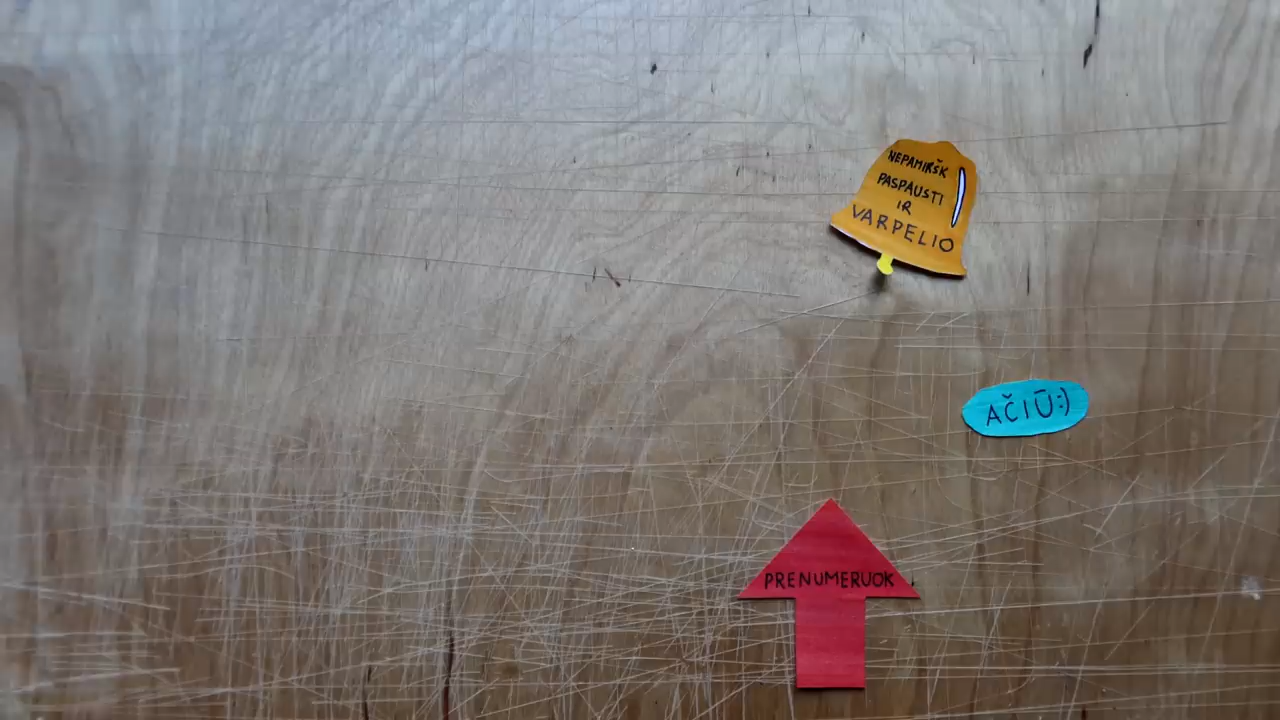 NEPAMIRŠK
PASPAUSTI
IR
VARPELIO
AČIŪ:)
PRENUMERUOK